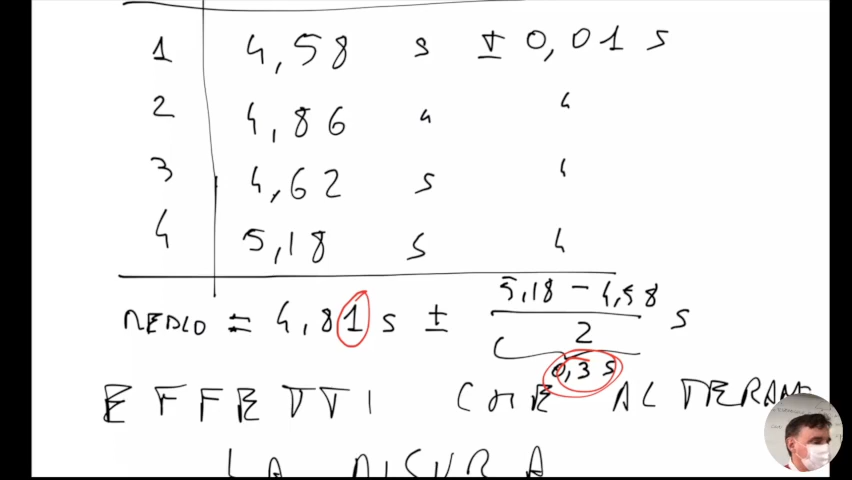 1 4,58 s ± 0,01 s
2 4,86 " "
3 4,62 s "
4 5,18 s "
MEDIO = 4,81 s ± (5,18 - 4,58) / 2 s
0,3 s
EFFETTI CHE ALTERANO
LA MISURA